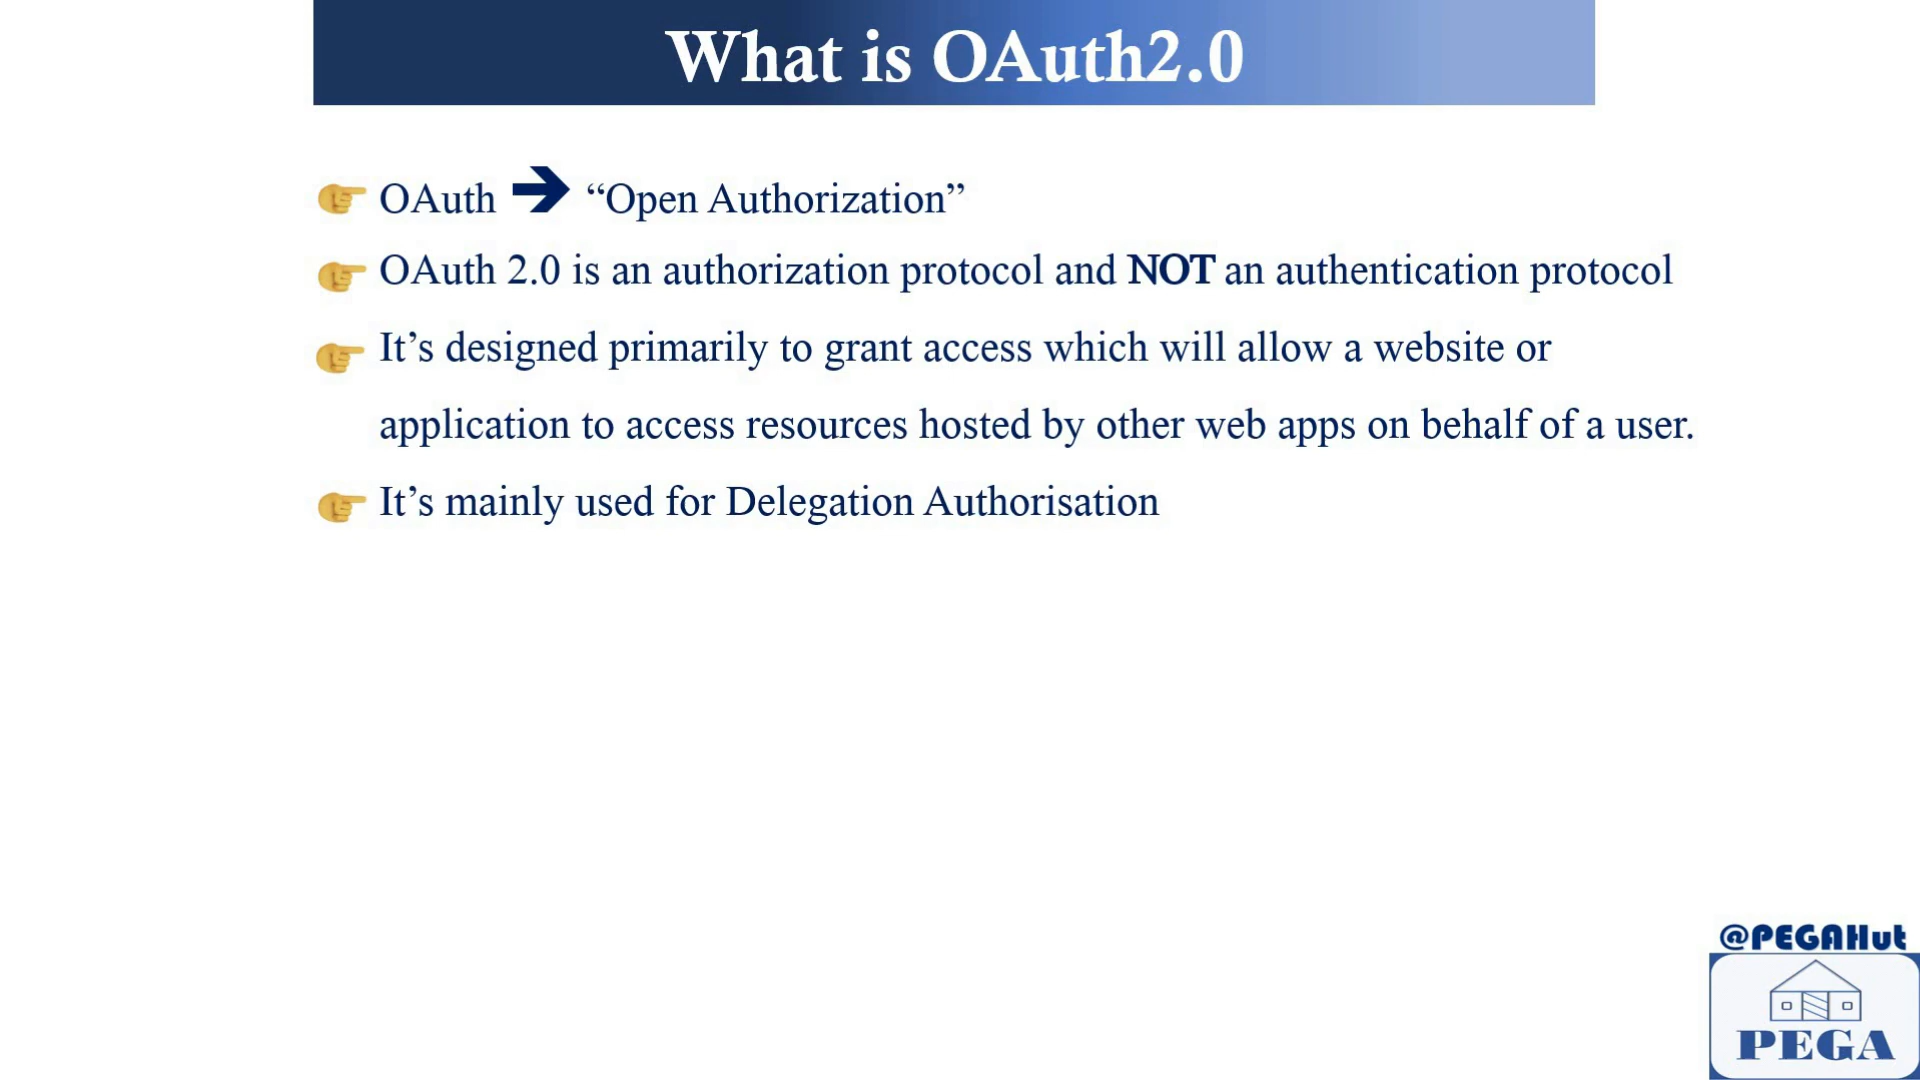 What is OAuth2.0
OAuth ➔ “Open Authorization”
OAuth 2.0 is an authorization protocol and NOT an authentication protocol
It’s designed primarily to grant access which will allow a website or
application to access resources hosted by other web apps on behalf of a user.
It’s mainly used for Delegation Authorisation
@PEGAHut
PEGA